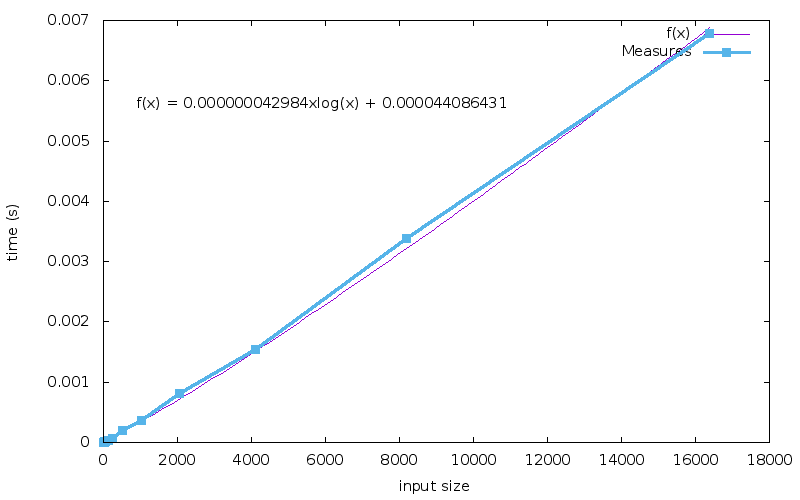 0.007
f(x)
Measures
0.006
f(x) = 0.000000042984xlog(x) + 0.000044086431
0.005
0.004
time (s)
0.003
0.002
0.001
0
0 2000 4000 6000 8000 10000 12000 14000 16000 18000
input size